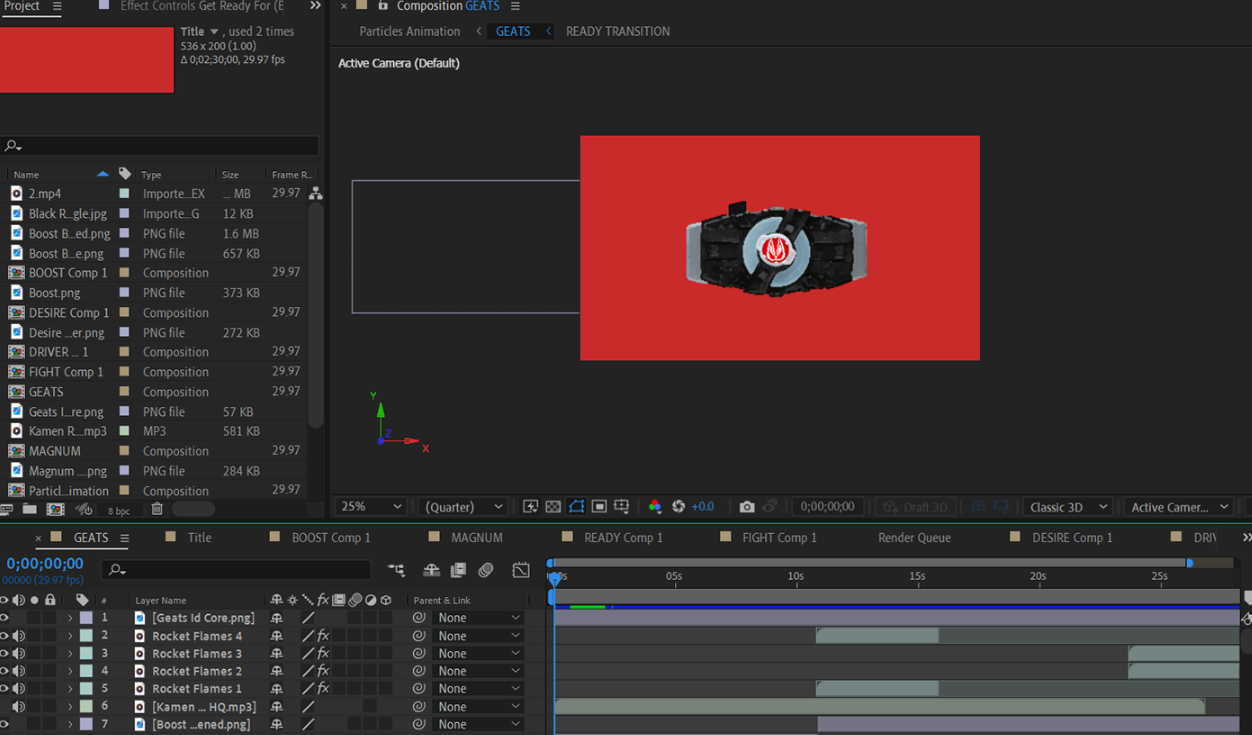 Project
Effect Controls Get Ready For (E
Composition GEATS
Title , used 2 times
536 x 200 (1.00)
Δ 0;02;30;00, 29.97 fps
Particles Animation
GEATS
READY TRANSITION
Active Camera (Default)
Name Type Size Frame R...
2.mp4 Importe...EX ... MB 29.97
Black R...gle.jpg Importe...G 12 KB
Boost B...ed.png PNG file 1.6 MB
Boost B...e.png PNG file 657 KB
BOOST Comp 1 Composition 29.97
Boost.png PNG file 373 KB
DESIRE Comp 1 Composition 29.97
Desire ...er.png PNG file 272 KB
DRIVER ... 1 Composition 29.97
FIGHT Comp 1 Composition 29.97
GEATS Composition 29.97
Geats I...re.png PNG file 57 KB
Kamen R...mp3 MP3 581 KB
MAGNUM Composition 29.97
Magnum ....png PNG file 284 KB
Particl...imation Composition 29.97
8 bpc
Y
Z
X
25% (Quarter) +0.0 0;00;00;00 Draft 3D Classic 3D Active Camer...
GEATS Title BOOST Comp 1 MAGNUM READY Comp 1 FIGHT Comp 1 Render Queue DESIRE Comp 1 DRIV
0;00;00;00
00000 (29.97 fps)
05s 10s 15s 20s 25s
# Layer Name fx Parent & Link
1 [Geats Id Core.png] None
2 Rocket Flames 4 fx None
3 Rocket Flames 3 fx None
4 Rocket Flames 2 fx None
5 Rocket Flames 1 fx None
6 [Kamen ... HQ.mp3] None
7 [Boost ...ened.png] None